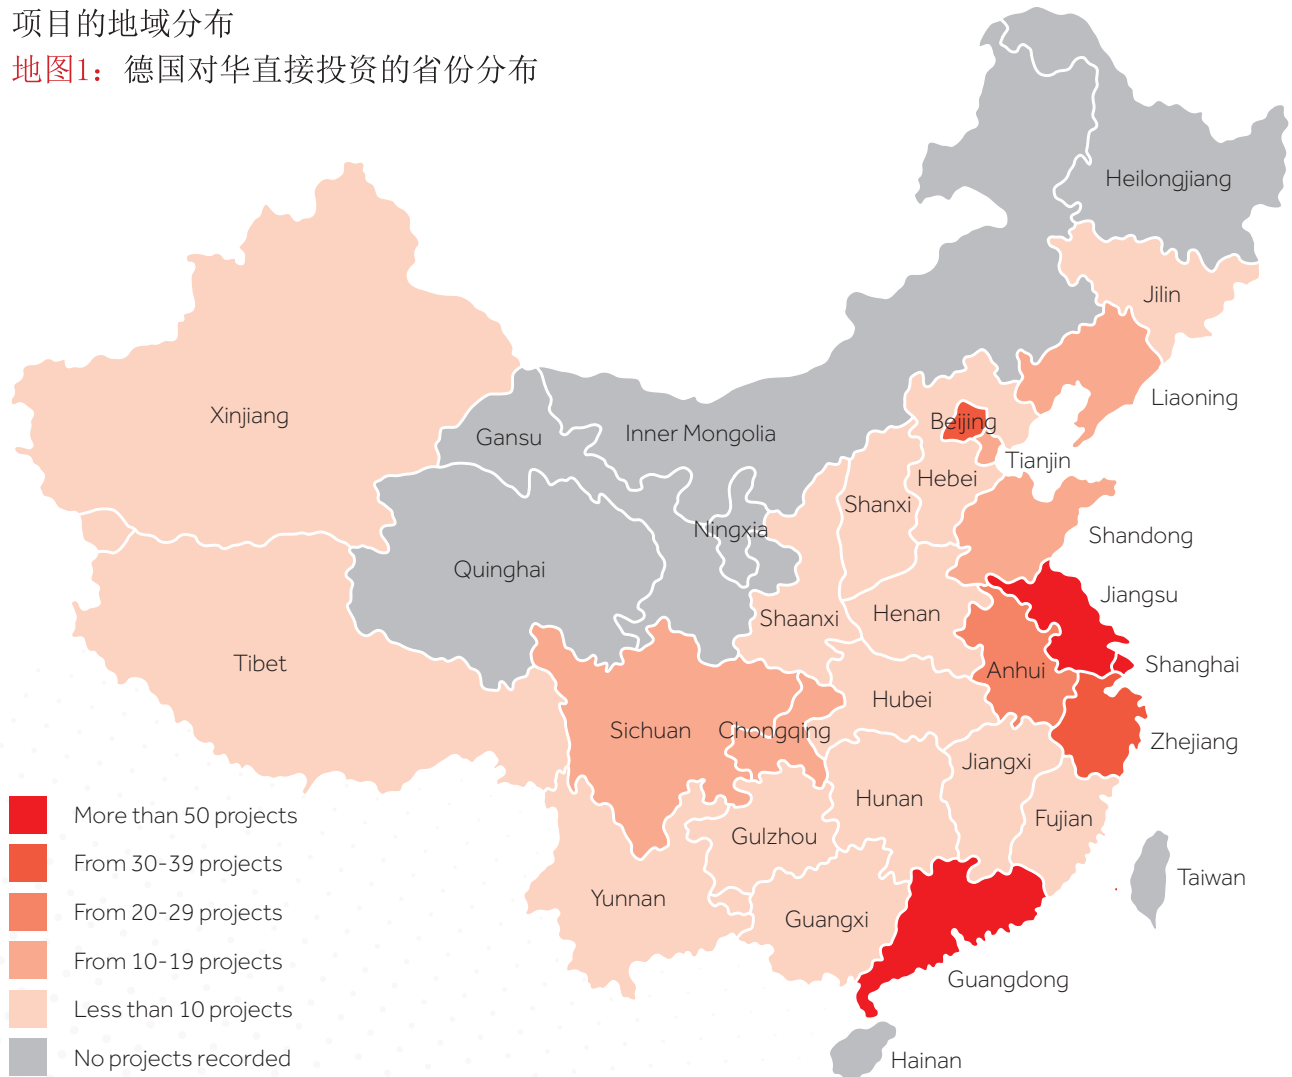 项目的地域分布
地图1：德国对华直接投资的省份分布
Heilongjiang
Jilin
Liaoning
Xinjiang
Gansu
Inner Mongolia
Beijing
Tianjin
Hebei
Shanxi
Ningxia
Shandong
Quinghai
Jiangsu
Shaanxi
Henan
Tibet
Anhui
Shanghai
Hubei
Sichuan
Chongqing
Zhejiang
Jiangxi
Hunan
Fujian
Gulzhou
Taiwan
Yunnan
Guangxi
Guangdong
Hainan
More than 50 projects
From 30-39 projects
From 20-29 projects
From 10-19 projects
Less than 10 projects
No projects recorded